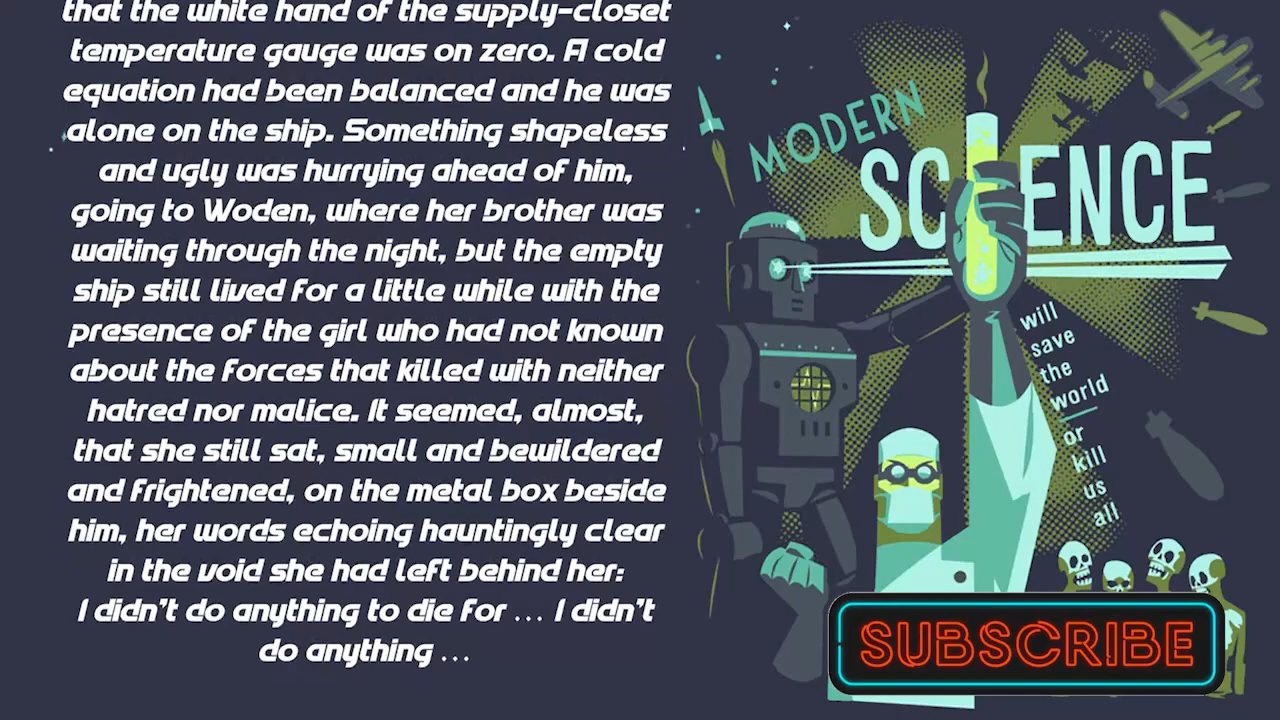 that the white hand of the supply-closet
temperature gauge was on zero. A cold
equation had been balanced and he was
alone on the ship. Something shapeless
and ugly was hurrying ahead of him,
going to Woden, where her brother was
waiting through the night, but the empty
ship still lived for a little while with the
presence of the girl who had not known
about the forces that killed with neither
hatred nor malice. It seemed, almost,
that she still sat, small and bewildered
and frightened, on the metal box beside
him, her words echoing hauntingly clear
in the void she had left behind her:
I didn't do anything to die for ... I didn't
do anything ...
MODERN
SCIENCE
will
save
the
world
or
kill
us
all
SUBSCRIBE